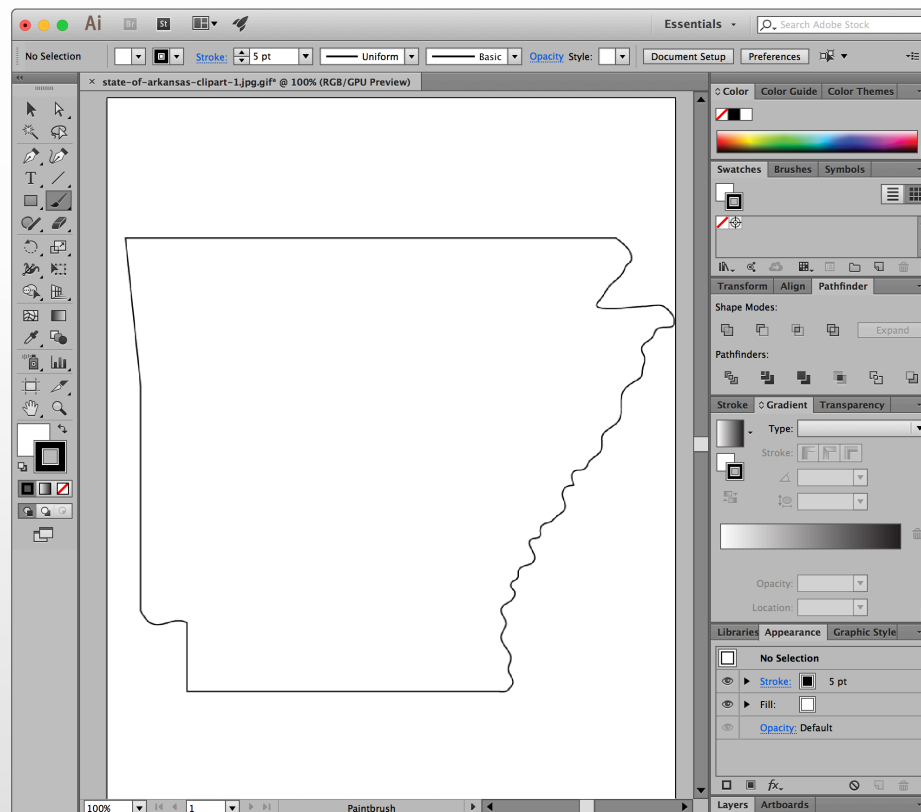 Ai Br St Essentials Search Adobe Stock
No Selection Stroke: 5 pt Uniform Basic Opacity Style: Document Setup Preferences
× state-of-arkansas-clipart-1.jpg.gif* @ 100% (RGB/GPU Preview)
Color Color Guide Color Themes
Swatches Brushes Symbols
Transform Align Pathfinder
Shape Modes:
Expand
Pathfinders:
Stroke Gradient Transparency
Type:
Stroke:
Opacity:
Location:
Libraries Appearance Graphic Style
No Selection
Stroke: 5 pt
Fill:
Opacity: Default
fx
Layers Artboards
100% 1 Paintbrush